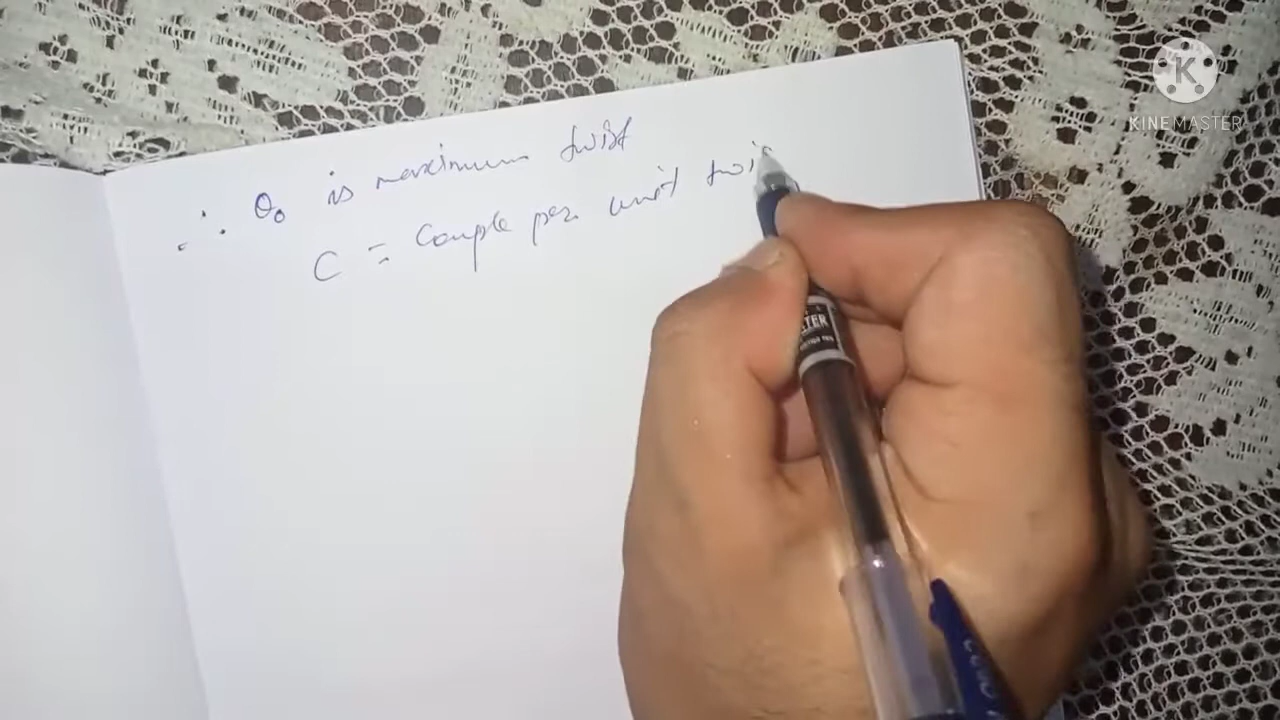 ∴ θ₀ is maximum twist
C = Couple per unit twis
K
KINEMASTER